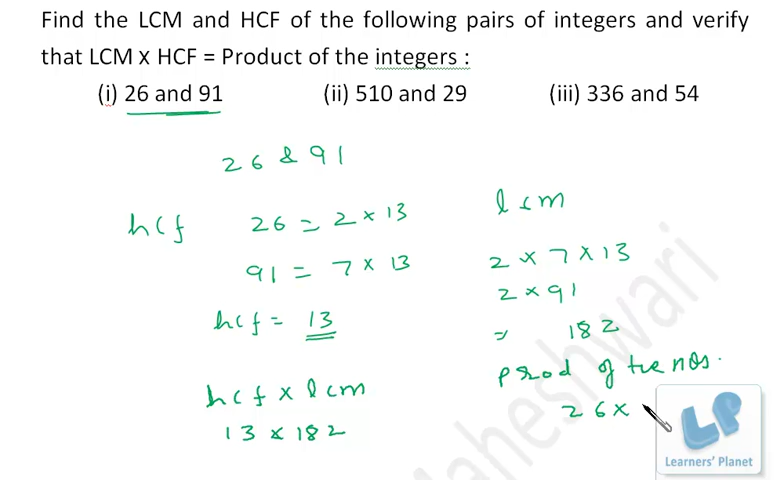 Find the LCM and HCF of the following pairs of integers and verify
that LCM x HCF = Product of the integers :
(i) 26 and 91 (ii) 510 and 29 (iii) 336 and 54
26 & 91
hcf 26 = 2 × 13
91 = 7 × 13
hcf = 13
hcf × lcm
13 × 182
lcm
2 × 7 × 13
2 × 91
= 182
prod of the nos.
26 ×
Maheshwari
LP
Learners' Planet